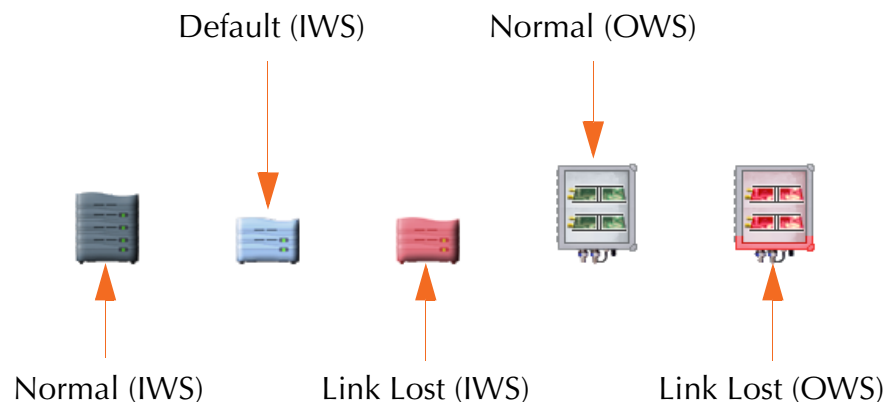 Default (IWS)
Normal (OWS)
Normal (IWS)
Link Lost (IWS)
Link Lost (OWS)